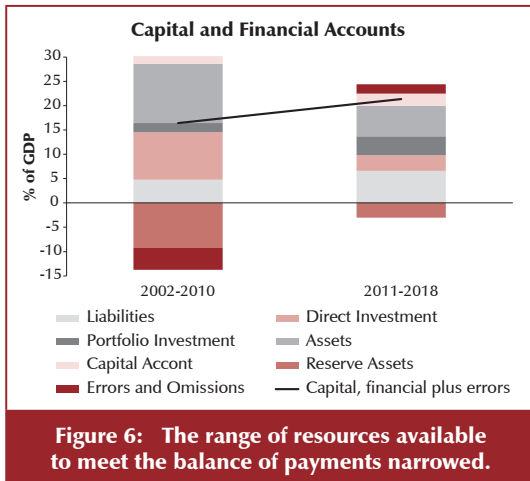 Capital and Financial Accounts
% of GDP
30
25
20
15
10
5
0
-5
-10
-15
2002-2010
2011-2018
Liabilities
Direct Investment
Portfolio Investment
Assets
Capital Accont
Reserve Assets
Errors and Omissions
Capital, financial plus errors
Figure 6: The range of resources available
to meet the balance of payments narrowed.